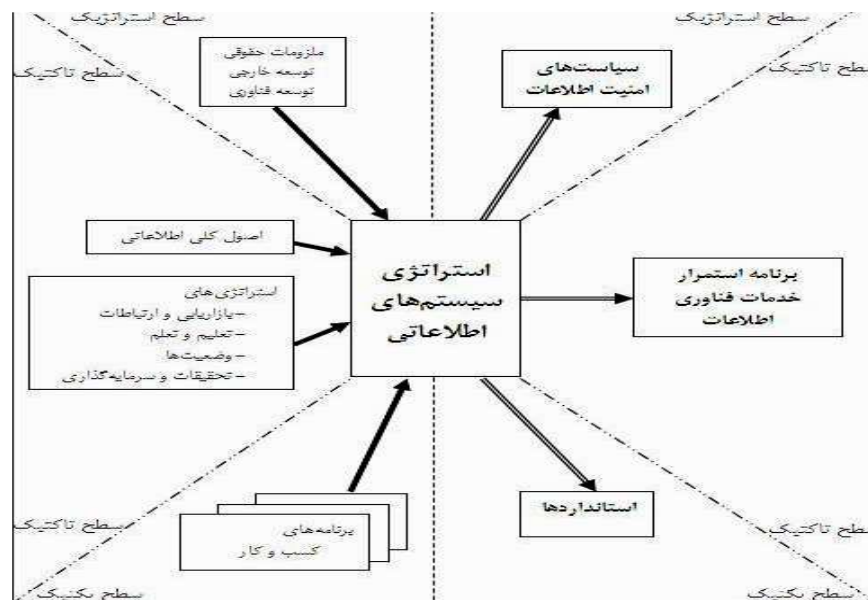 سطح استراتژیک
سطح استراتژیک
سطح تاکتیک
سطح تاکتیک
ملزومات حقوقی
توسعه خارجی
توسعه فناوری
سیاست‌های
امنیت اطلاعات
اصول کلی اطلاعاتی
استراتژی‌های
– بازاریابی و ارتباطات
– تعلیم و تعلم
– وضعیت‌ها
– تحقیقات و سرمایه‌گذاری
استراتژی
سیستم‌های
اطلاعاتی
برنامه استمرار
خدمات فناوری
اطلاعات
برنامه‌های
کسب و کار
استانداردها
سطح تاکتیک
سطح تاکتیک
سطح تکنیک
سطح تکنیک